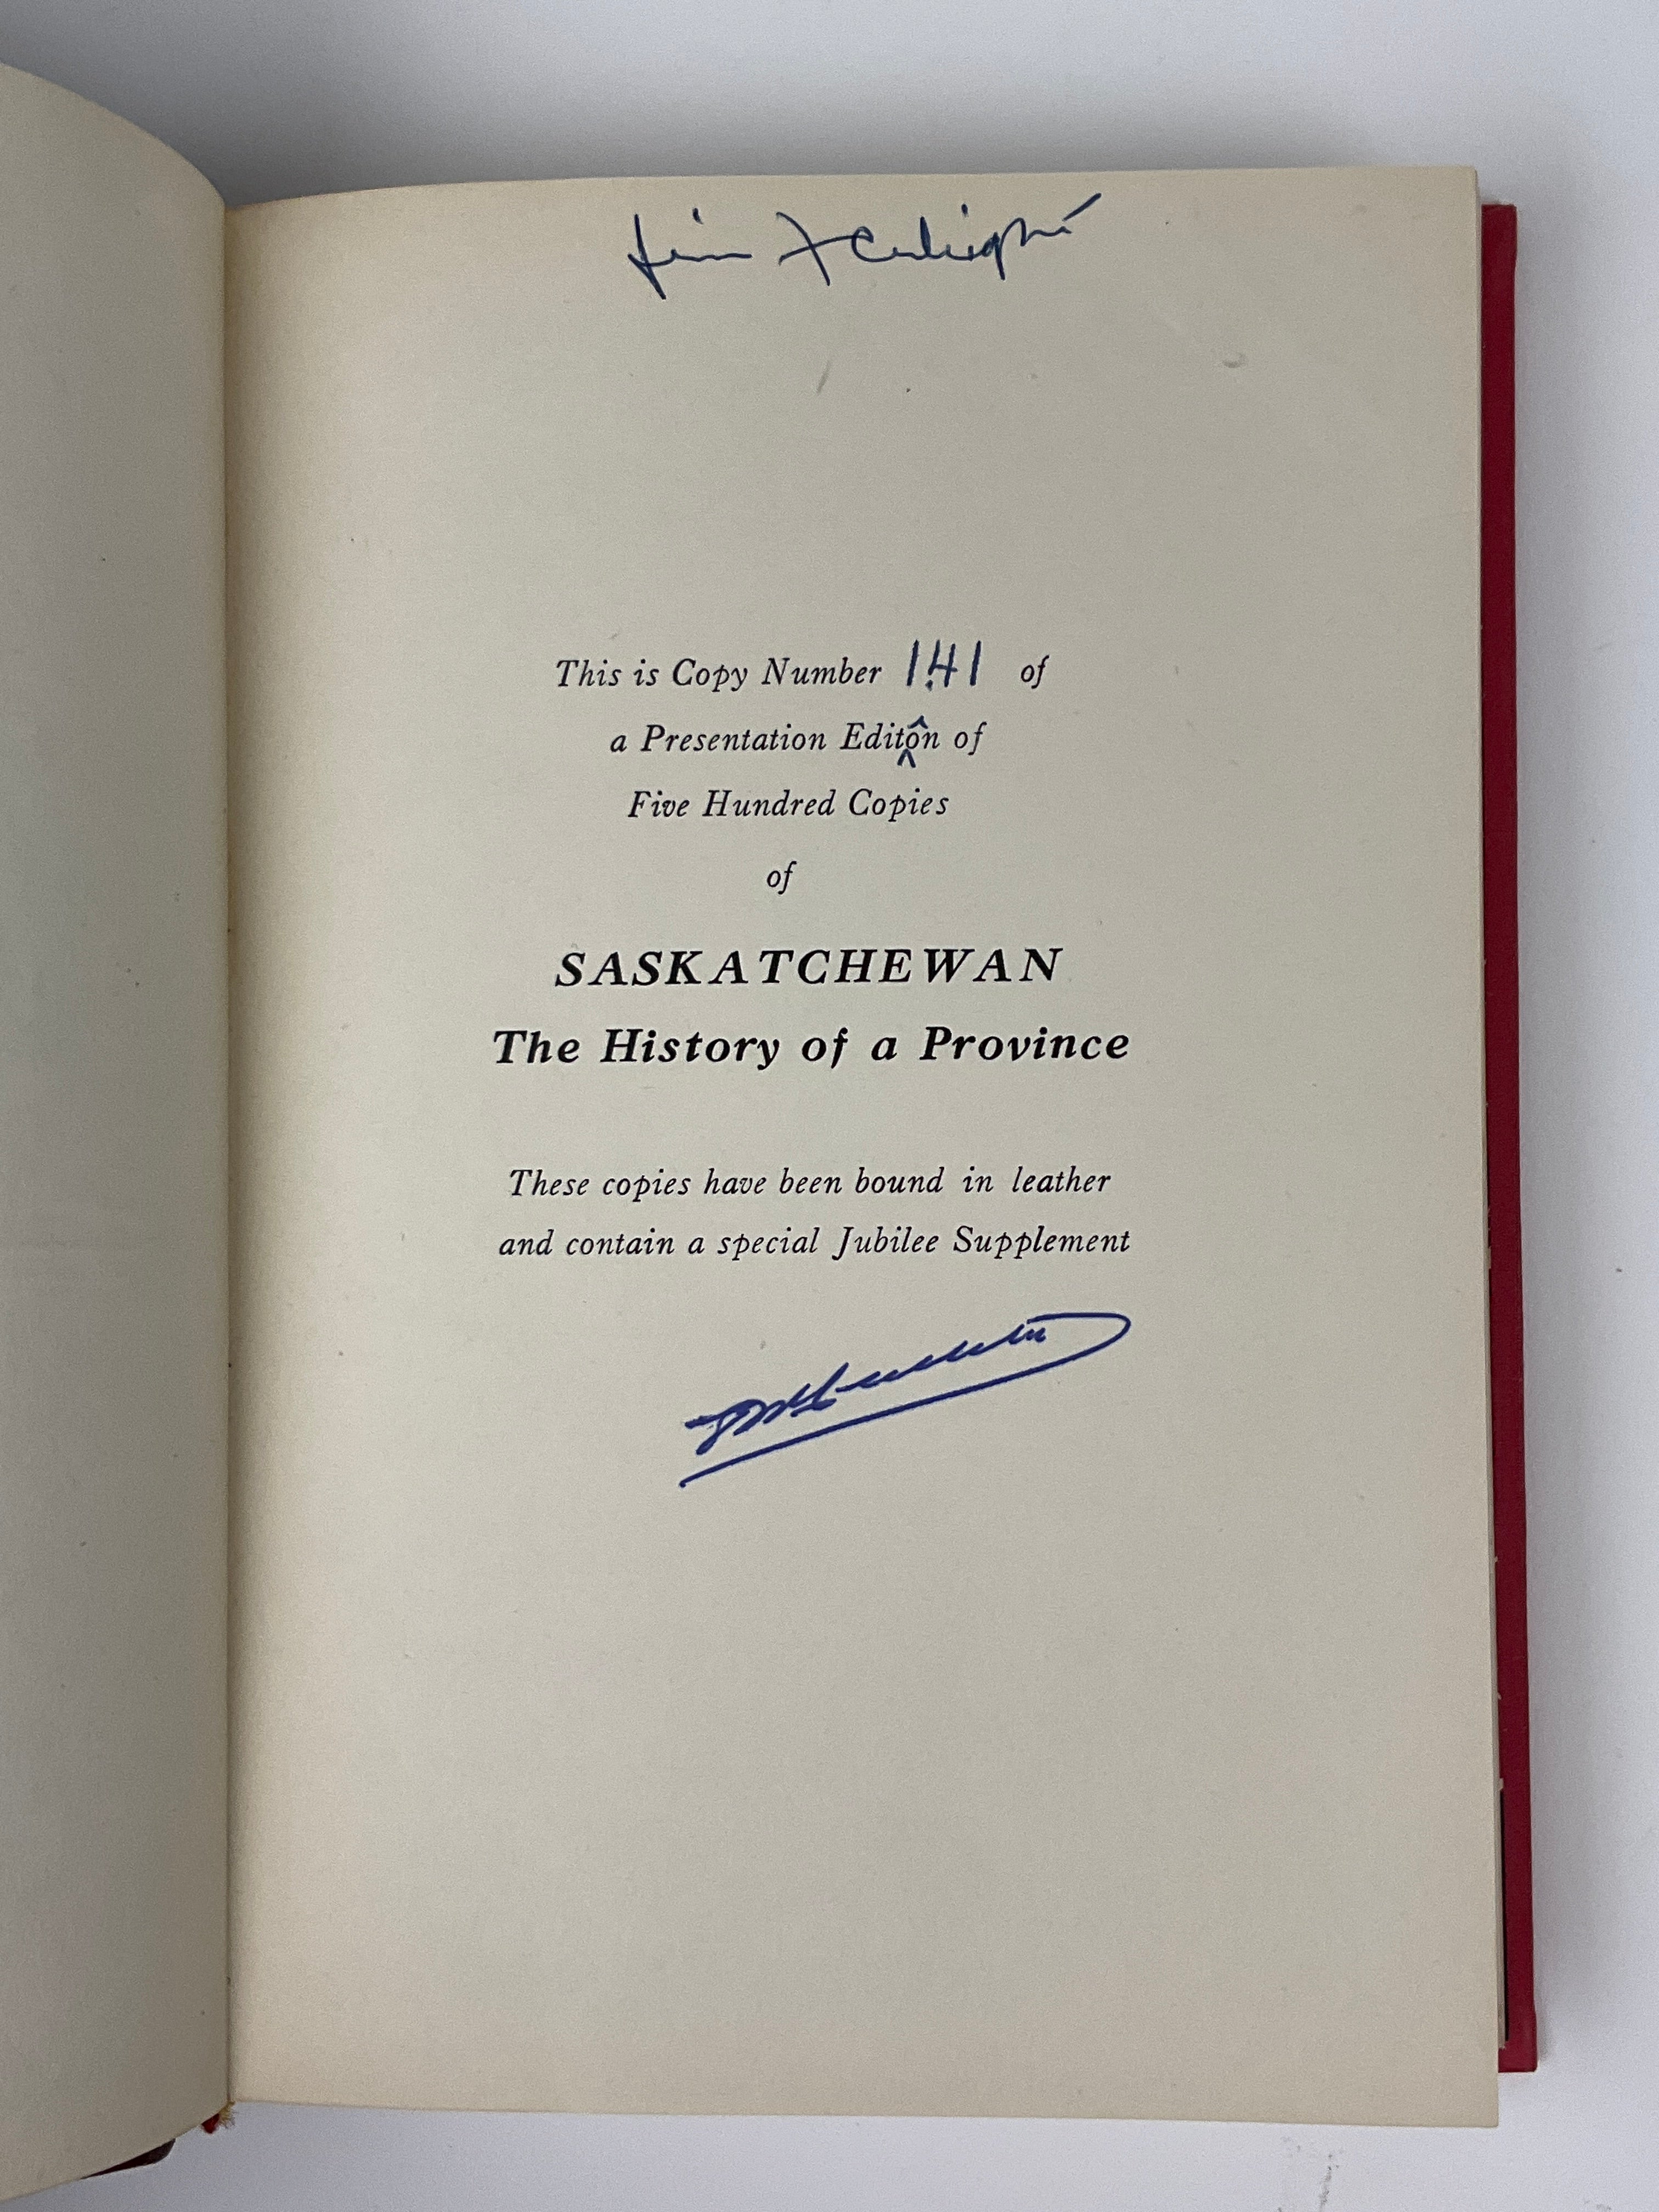 This is Copy Number 141 of
a Presentation Editon of
Five Hundred Copies
of
SASKATCHEWAN
The History of a Province
These copies have been bound in leather
and contain a special Jubilee Supplement